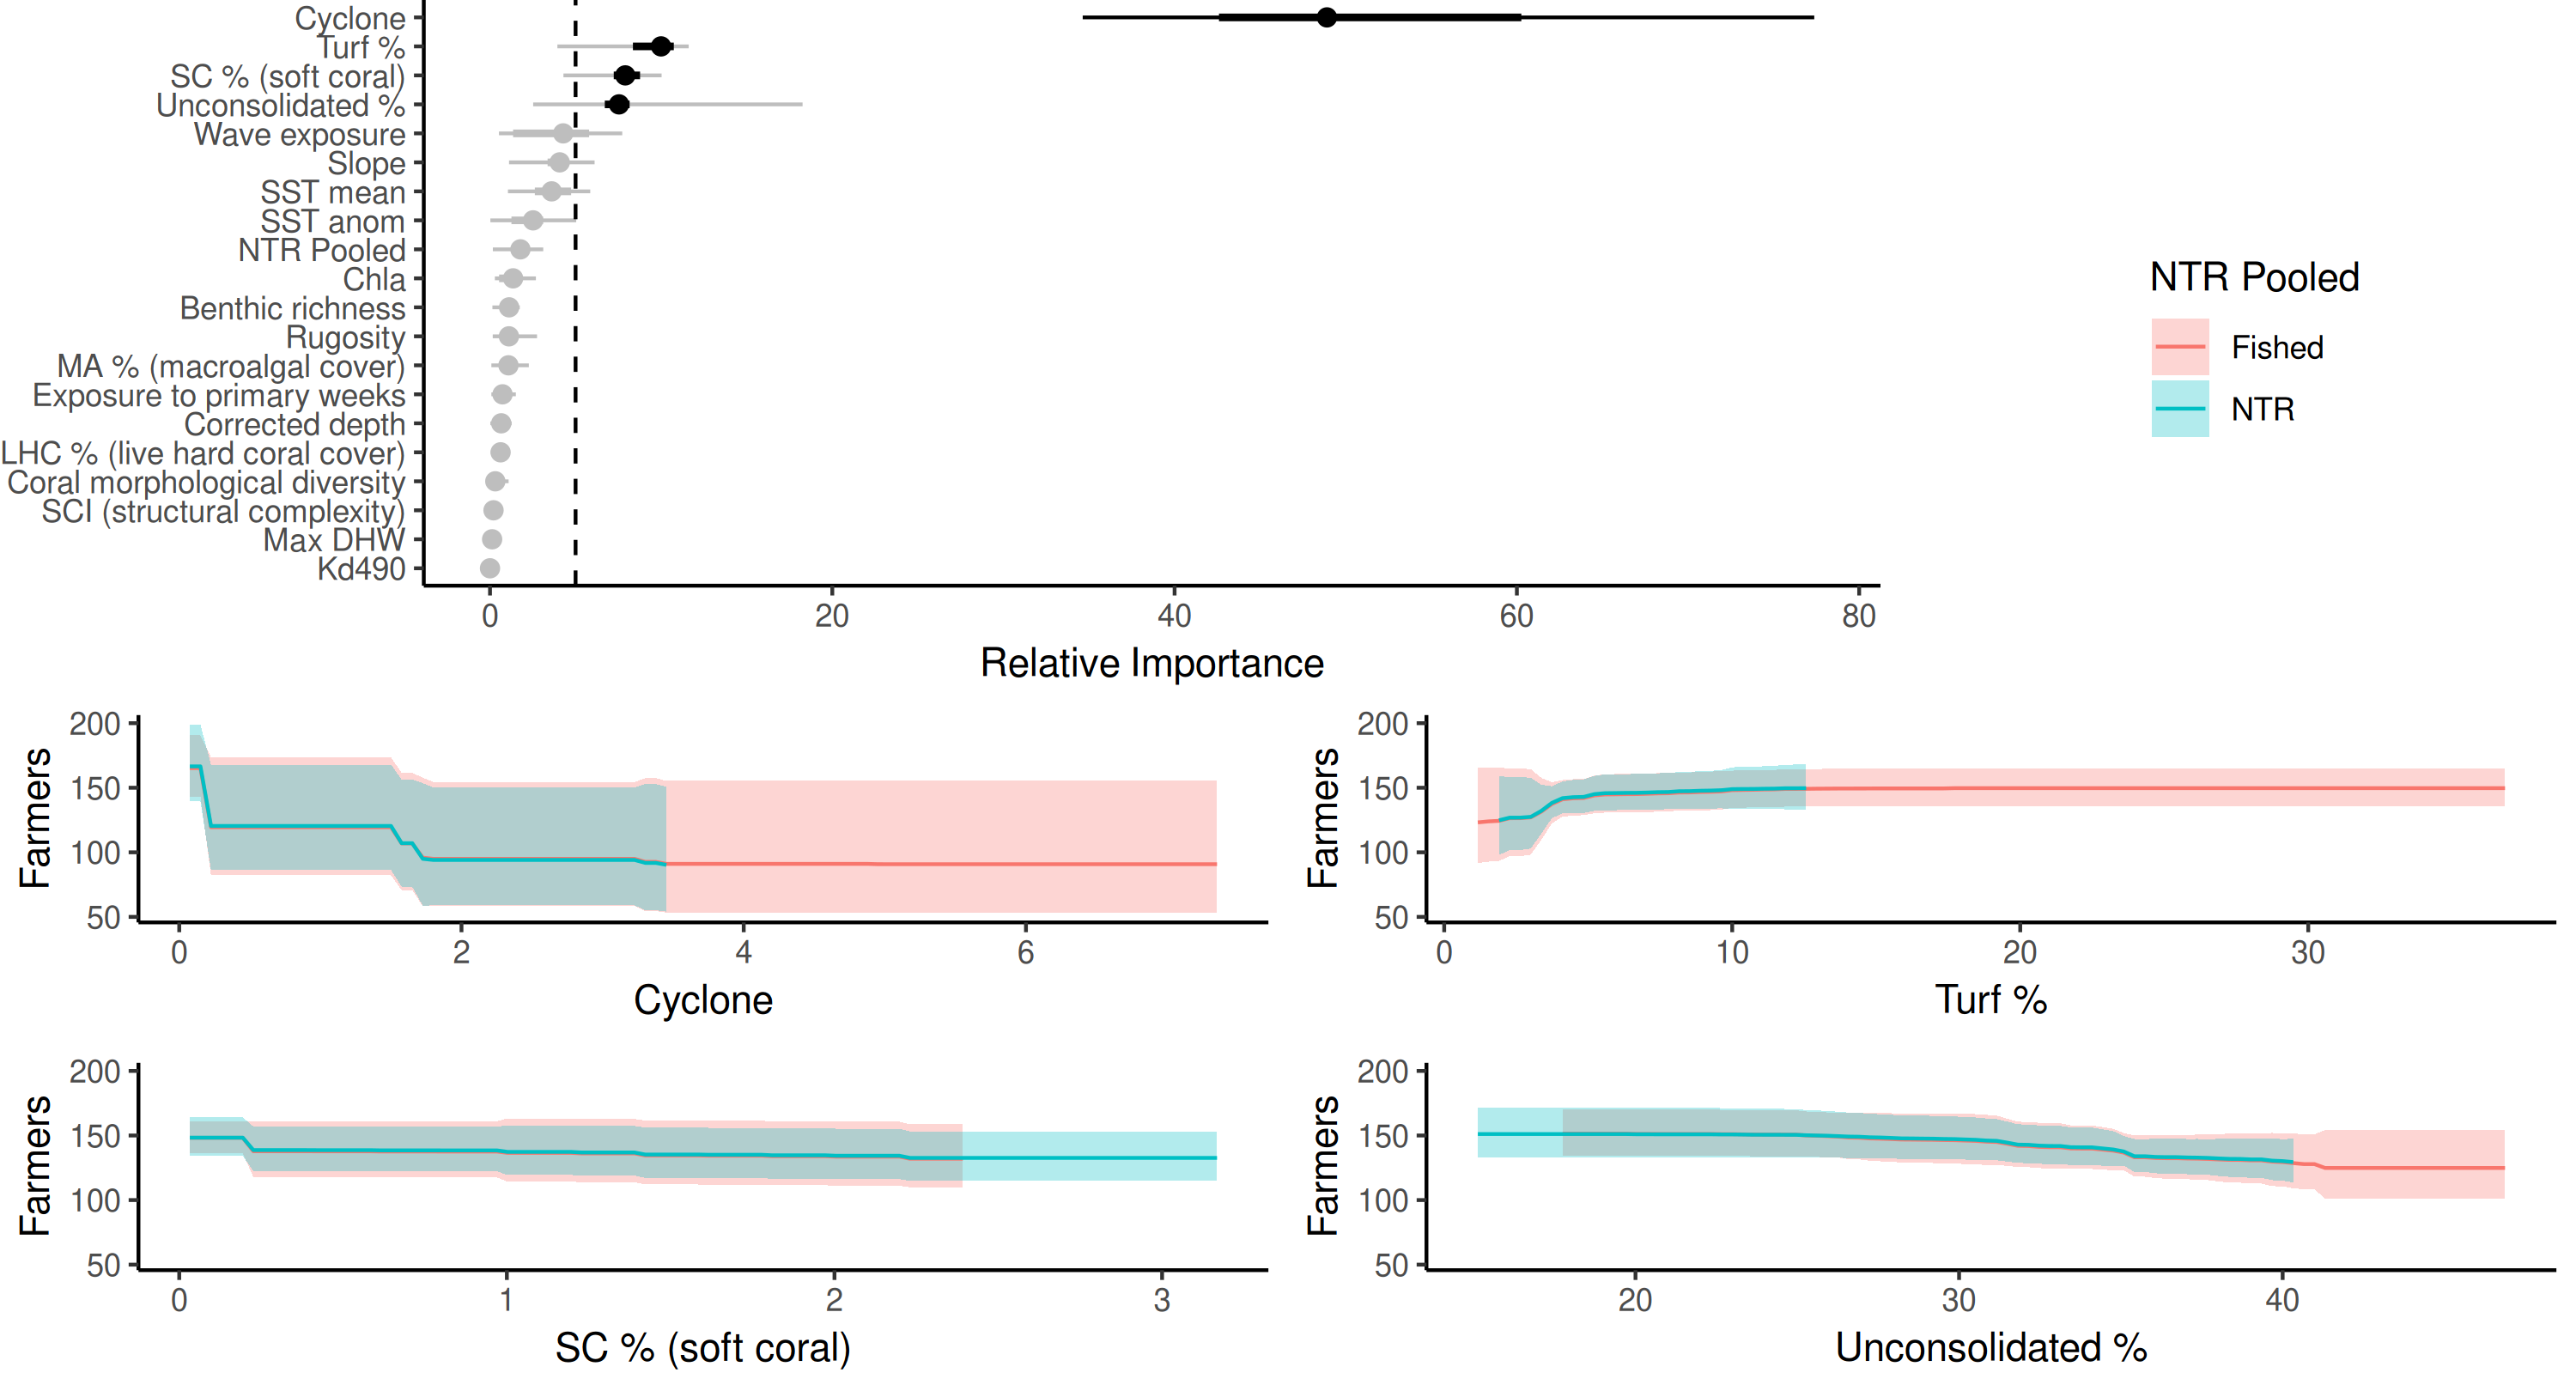 Cyclone
Turf %
SC % (soft coral)
Unconsolidated %
Wave exposure
Slope
SST mean
SST anom
NTR Pooled
Chla
Benthic richness
Rugosity
MA % (macroalgal cover)
Exposure to primary weeks
Corrected depth
LHC % (live hard coral cover)
Coral morphological diversity
SCI (structural complexity)
Max DHW
Kd490
0 20 40 60 80
Relative Importance
NTR Pooled
Fished
NTR
200
150
100
50
Farmers
0 2 4 6
Cyclone
200
150
100
50
Farmers
0 10 20 30
Turf %
200
150
100
50
Farmers
0 1 2 3
SC % (soft coral)
200
150
100
50
Farmers
20 30 40
Unconsolidated %